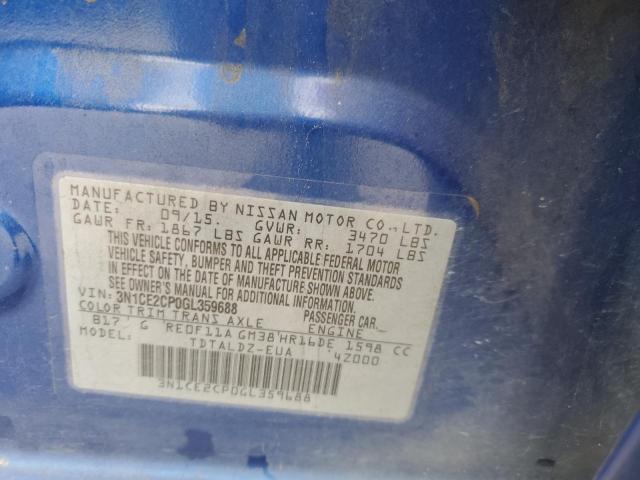 MANUFACTURED BY NISSAN MOTOR CO.,LTD.
DATE: 09/15. GVWR: 3470 LBS
GAWR FR: 1867 LBS GAWR RR: 1704 LBS
THIS VEHICLE CONFORMS TO ALL APPLICABLE FEDERAL MOTOR
VEHICLE SAFETY, BUMPER AND THEFT PREVENTION STANDARDS
IN EFFECT ON THE DATE OF MANUFACTURE SHOWN ABOVE.
SEE OWNER'S MANUAL FOR ADDITIONAL INFORMATION.
VIN: 3N1CE2CP0GL359688 PASSENGER CAR.
COLOR TRIM TRANS AXLE ENGINE
B17 G RE0F11A GM38 HR16DE 1598 CC
MODEL: TDTALDZ-EUA 4Z000
3N1CE2CP0GL359688